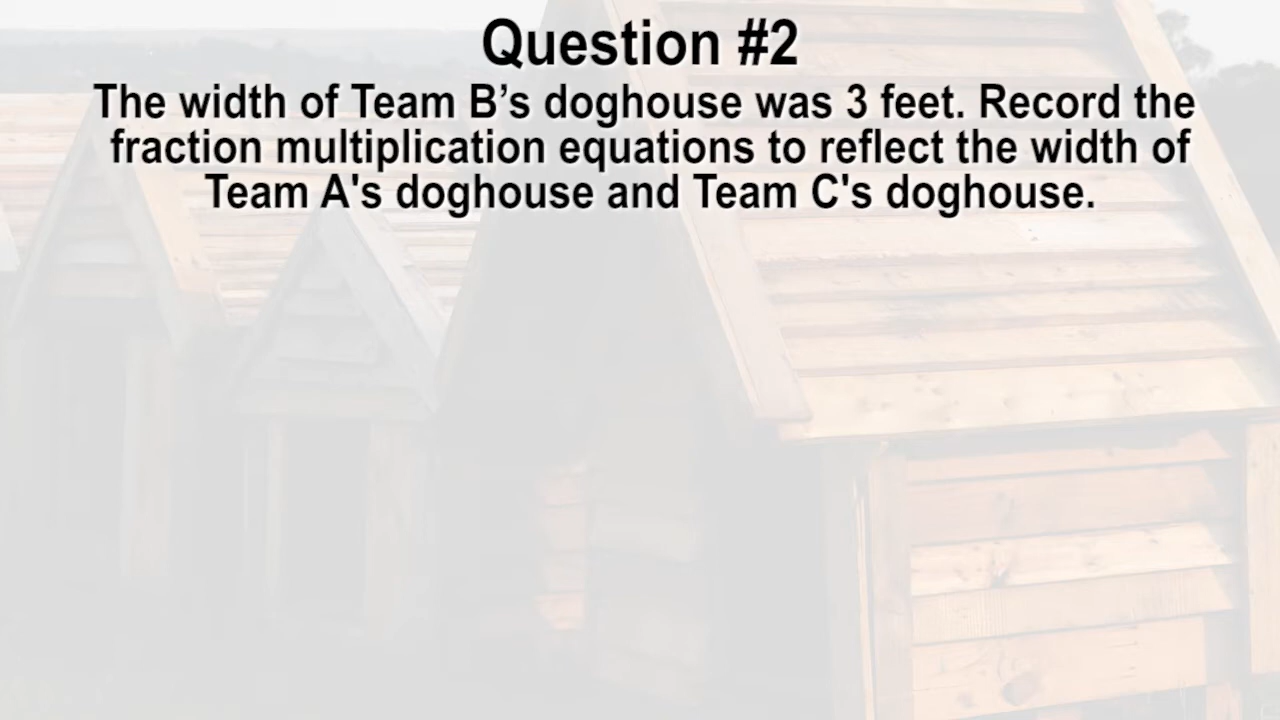 Question #2
The width of Team B’s doghouse was 3 feet. Record the
fraction multiplication equations to reflect the width of
Team A's doghouse and Team C's doghouse.